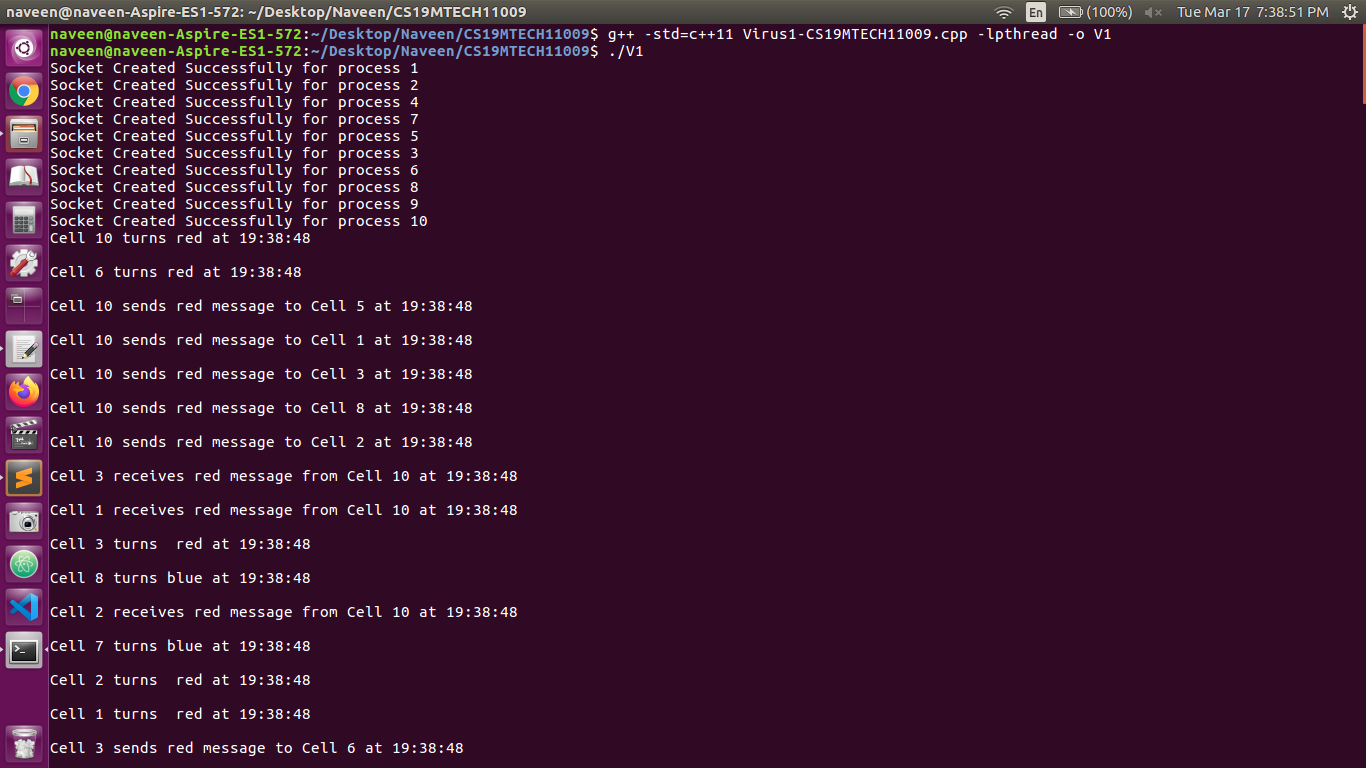 naveen@naveen-Aspire-ES1-572: ~/Desktop/Naveen/CS19MTECH11009
En (100%) Tue Mar 17 7:38:51 PM
naveen@naveen-Aspire-ES1-572:~/Desktop/Naveen/CS19MTECH11009$ g++ -std=c++11 Virus1-CS19MTECH11009.cpp -lpthread -o V1
naveen@naveen-Aspire-ES1-572:~/Desktop/Naveen/CS19MTECH11009$ ./V1
Socket Created Successfully for process 1
Socket Created Successfully for process 2
Socket Created Successfully for process 4
Socket Created Successfully for process 7
Socket Created Successfully for process 5
Socket Created Successfully for process 3
Socket Created Successfully for process 6
Socket Created Successfully for process 8
Socket Created Successfully for process 9
Socket Created Successfully for process 10
Cell 10 turns red at 19:38:48
Cell 6 turns red at 19:38:48
Cell 10 sends red message to Cell 5 at 19:38:48
Cell 10 sends red message to Cell 1 at 19:38:48
Cell 10 sends red message to Cell 3 at 19:38:48
Cell 10 sends red message to Cell 8 at 19:38:48
Cell 10 sends red message to Cell 2 at 19:38:48
Cell 3 receives red message from Cell 10 at 19:38:48
Cell 1 receives red message from Cell 10 at 19:38:48
Cell 3 turns  red at 19:38:48
Cell 8 turns blue at 19:38:48
Cell 2 receives red message from Cell 10 at 19:38:48
Cell 7 turns blue at 19:38:48
Cell 2 turns  red at 19:38:48
Cell 1 turns  red at 19:38:48
Cell 3 sends red message to Cell 6 at 19:38:48